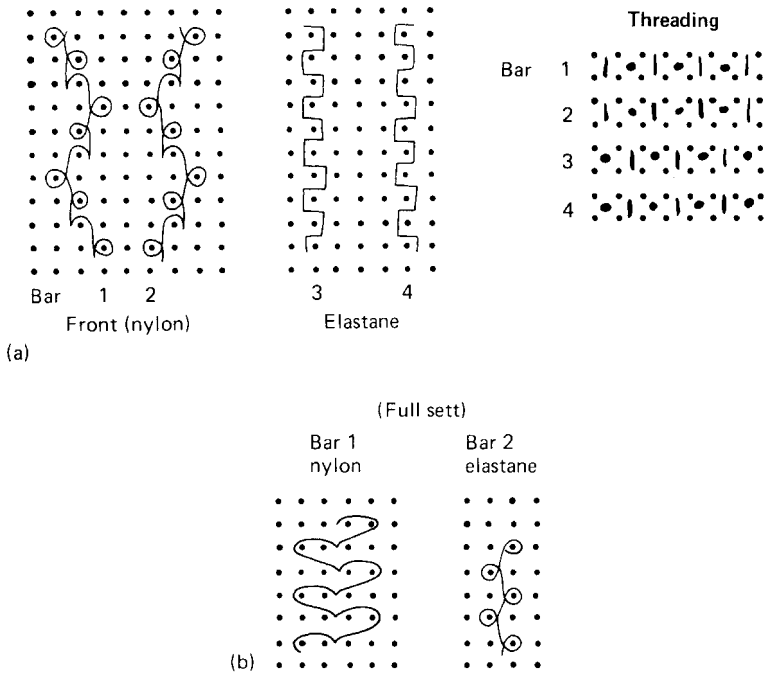 Threading
Bar 1
2
3
4
Bar 1 2
Front (nylon)
3 4
Elastane
(a)
(Full sett)
Bar 1
nylon
Bar 2
elastane
(b)